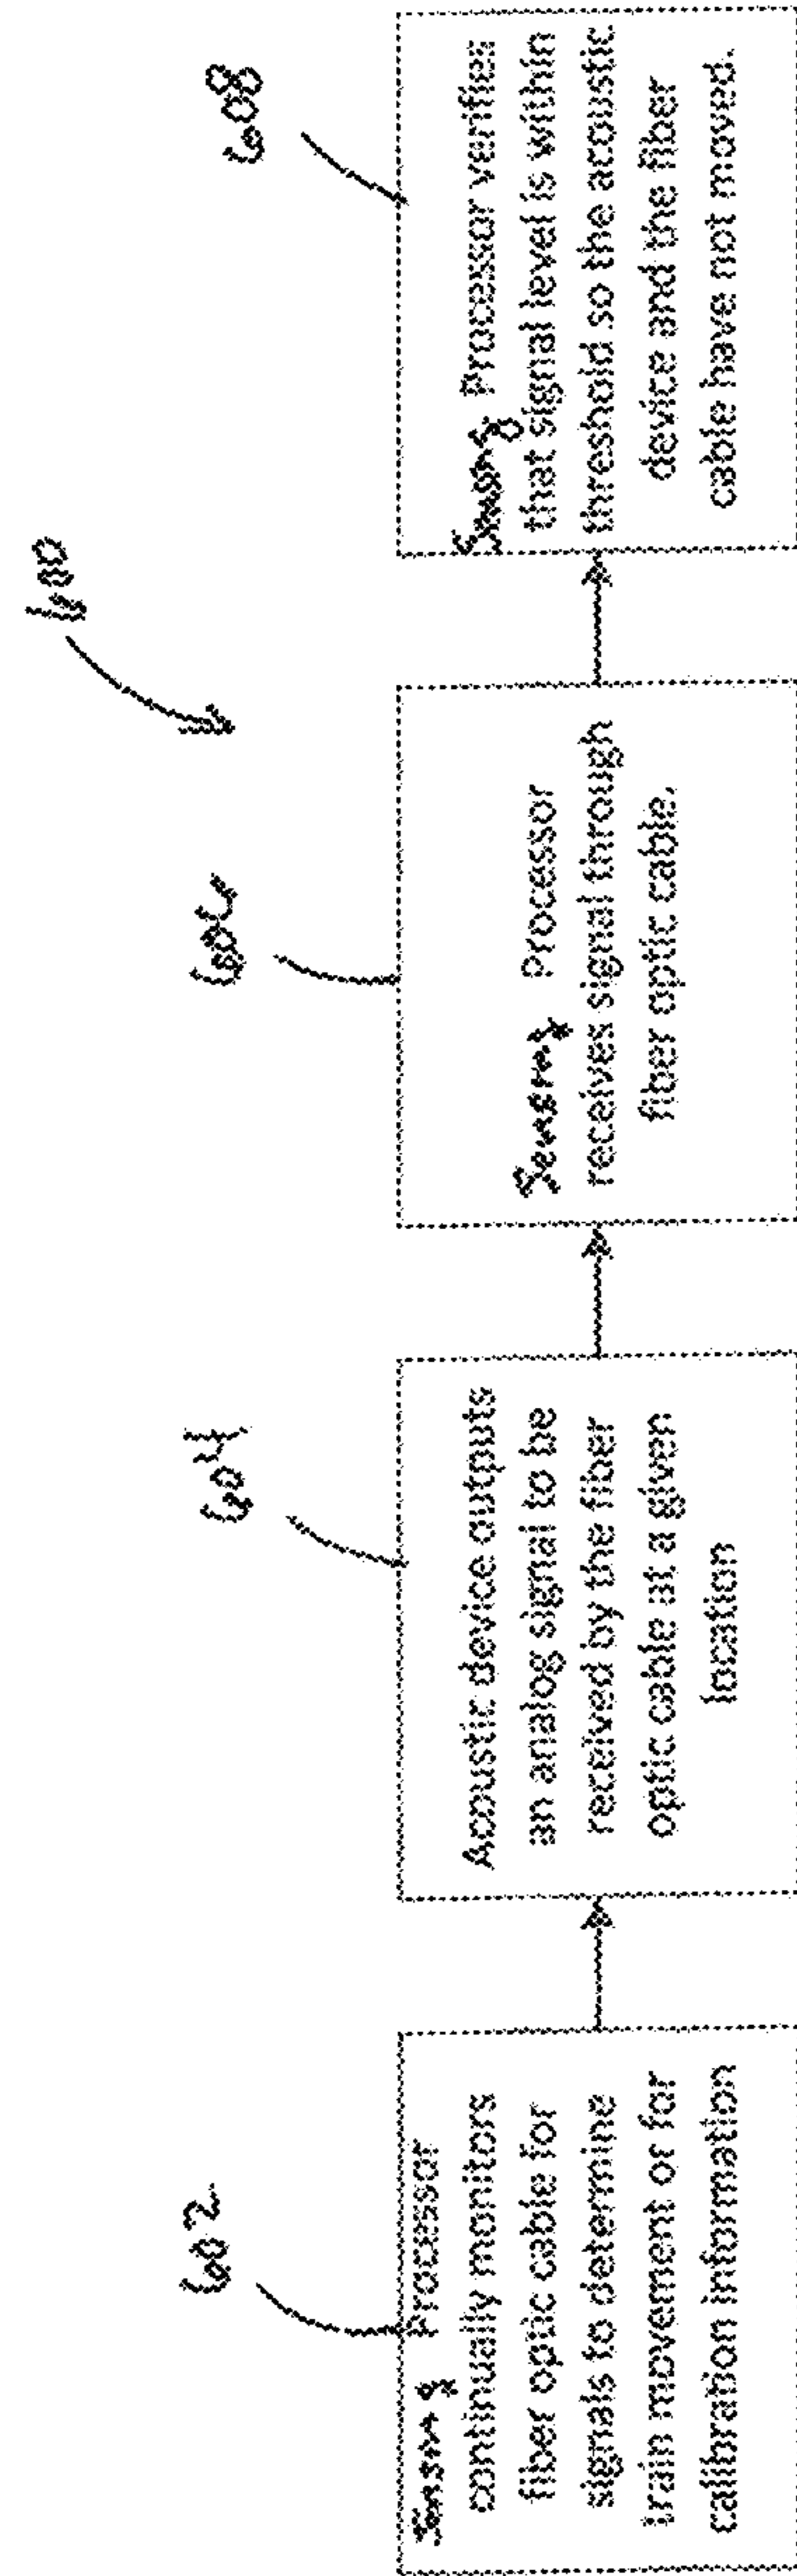 600
602
Sensing Processor
continually monitors
fiber optic cable for
signals to determine
train movement or for
calibration information
604
Acoustic device outputs
an analog signal to be
received by the fiber
optic cable at a given
location
606
Sensing Processor
receives signal through
fiber optic cable.
608
Sensing Processor verifies
that signal level is within
threshold so the acoustic
device and the fiber
cable have not moved.